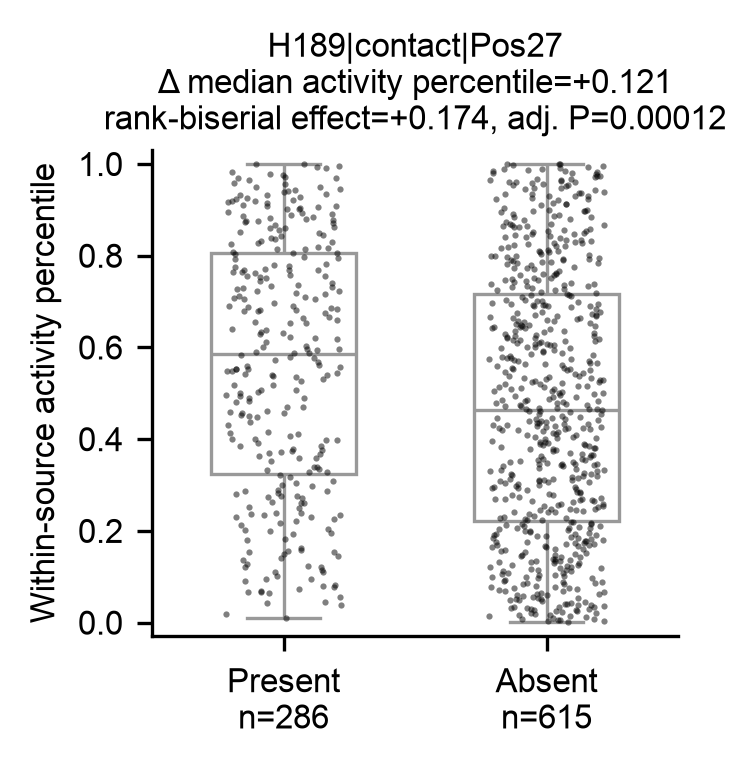 H189|contact|Pos27
Δ median activity percentile=+0.121
rank-biserial effect=+0.174, adj. P=0.00012
Within-source activity percentile
1.0
0.8
0.6
0.4
0.2
0.0
Present
n=286
Absent
n=615